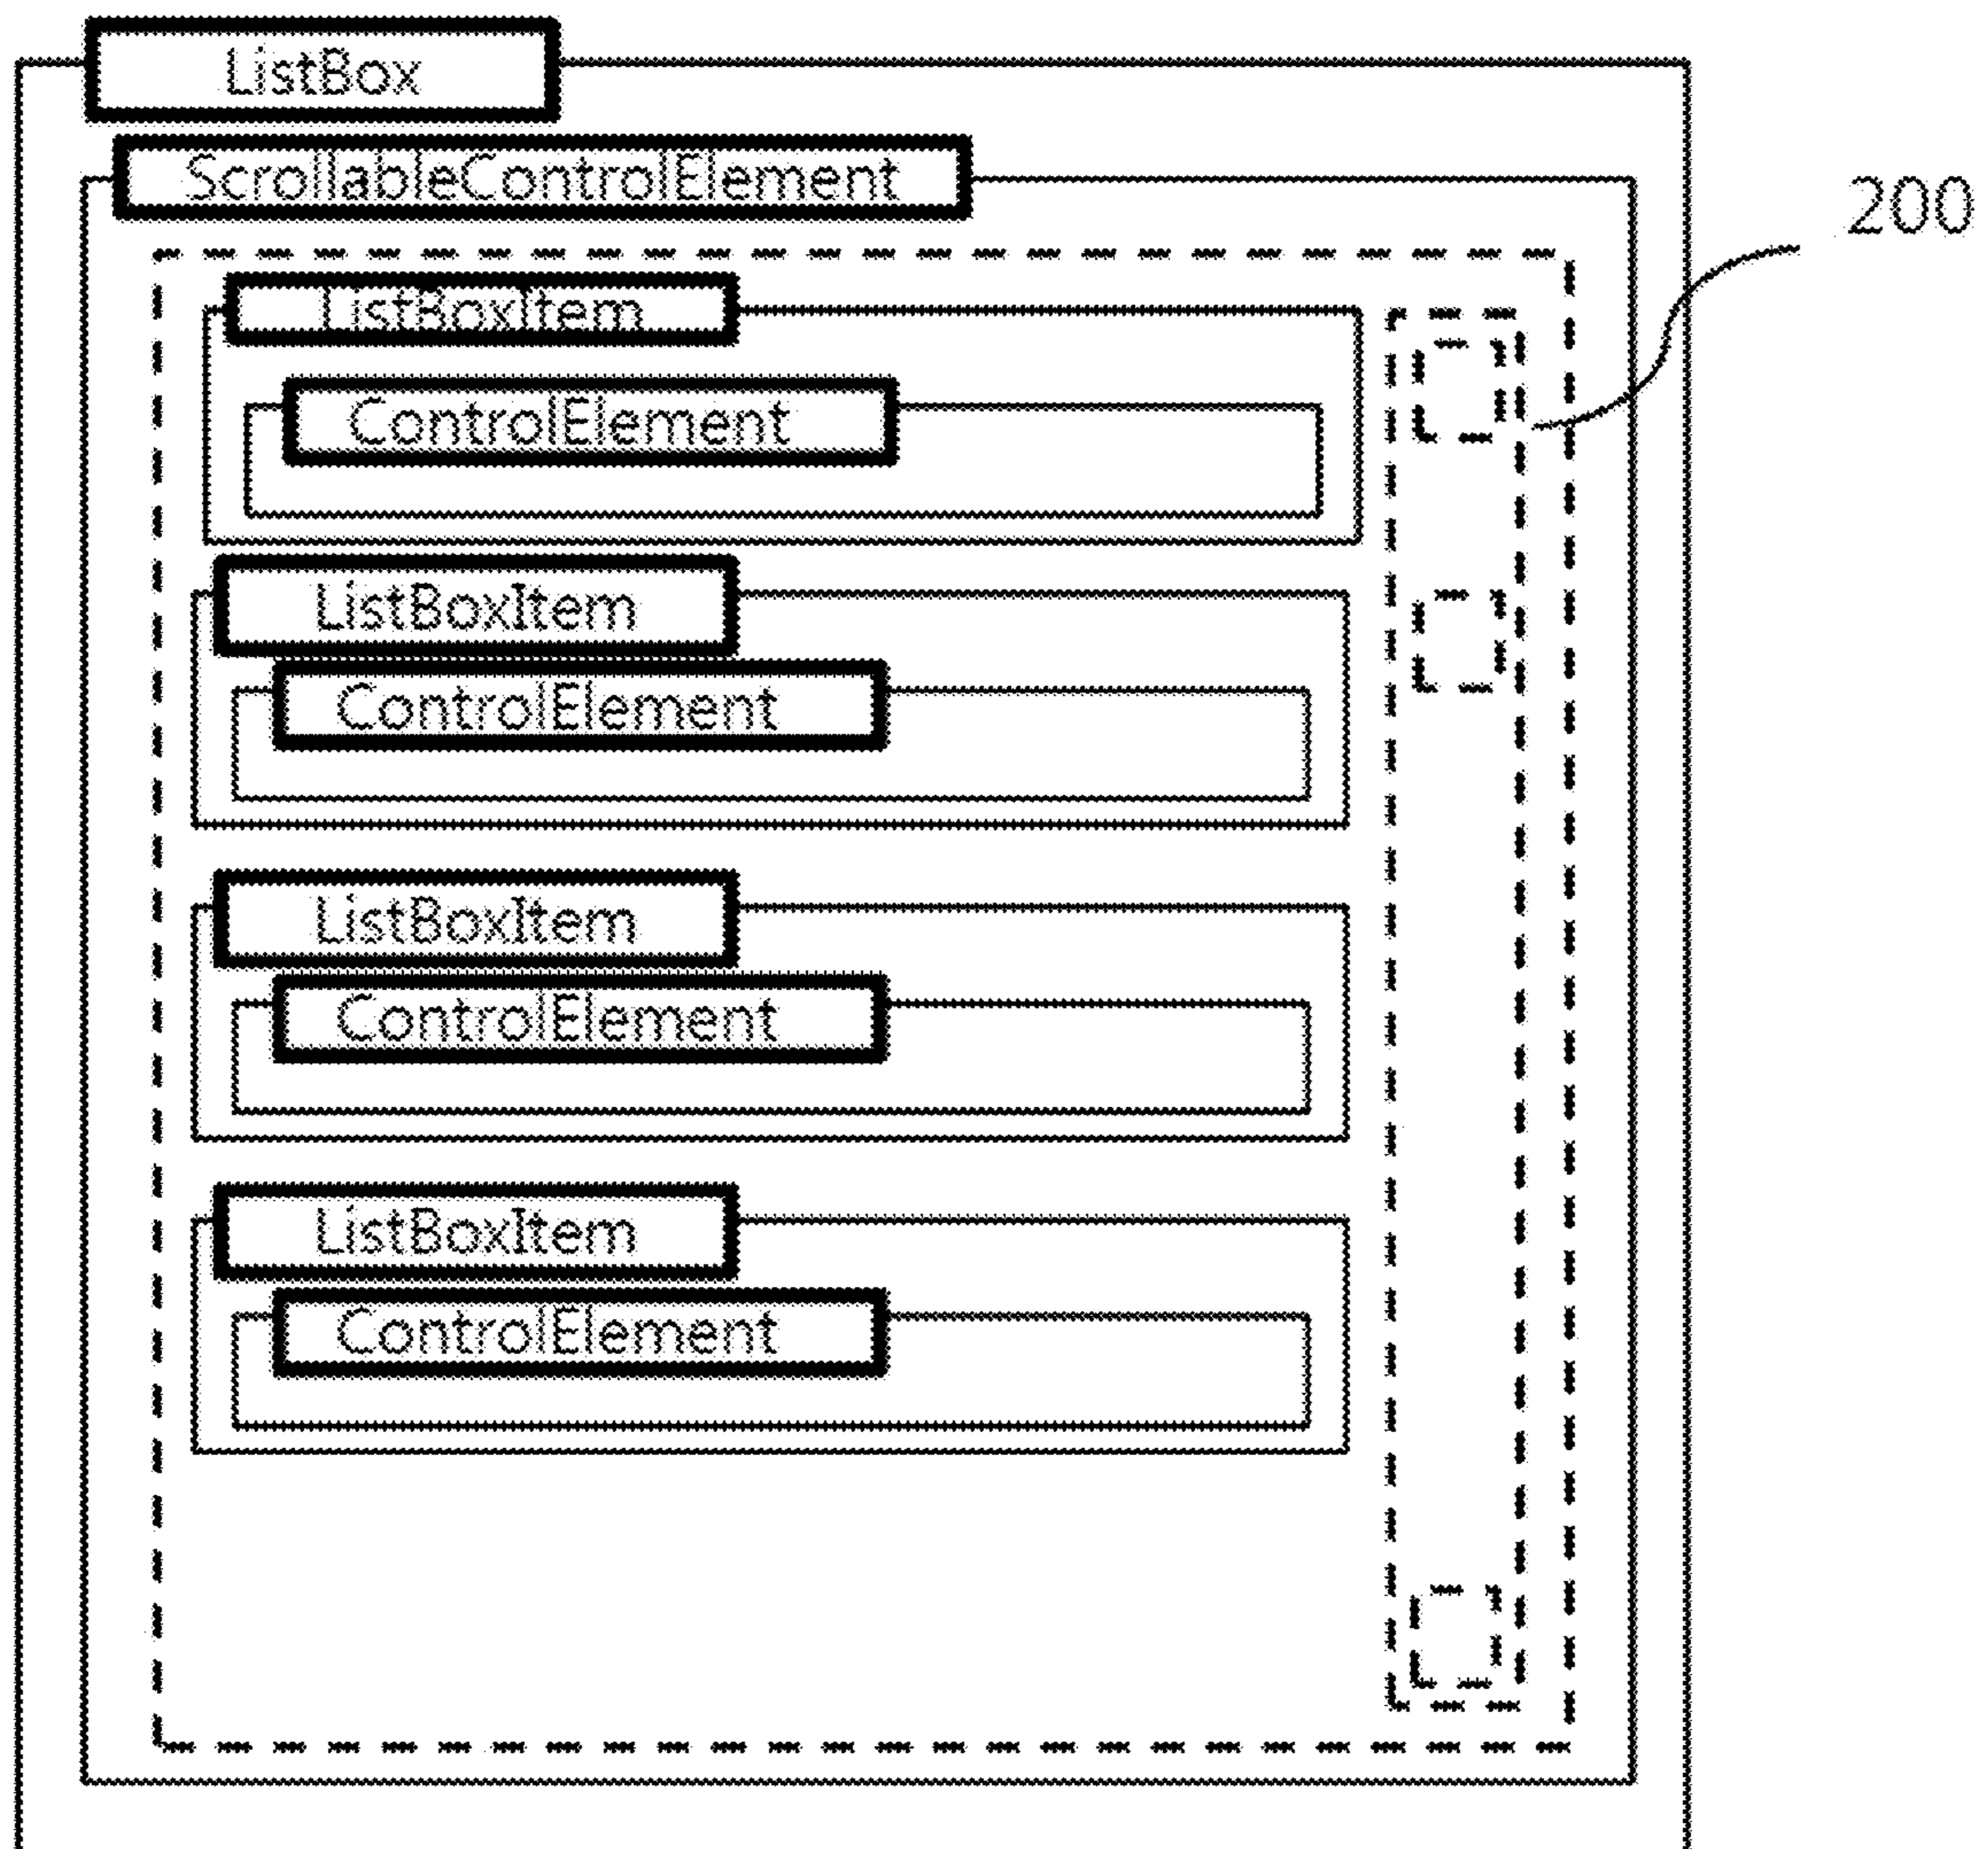 ListBox
ScrollableControlElement
200
ListBoxItem
ControlElement
ListBoxItem
ControlElement
ListBoxItem
ControlElement
ListBoxItem
ControlElement